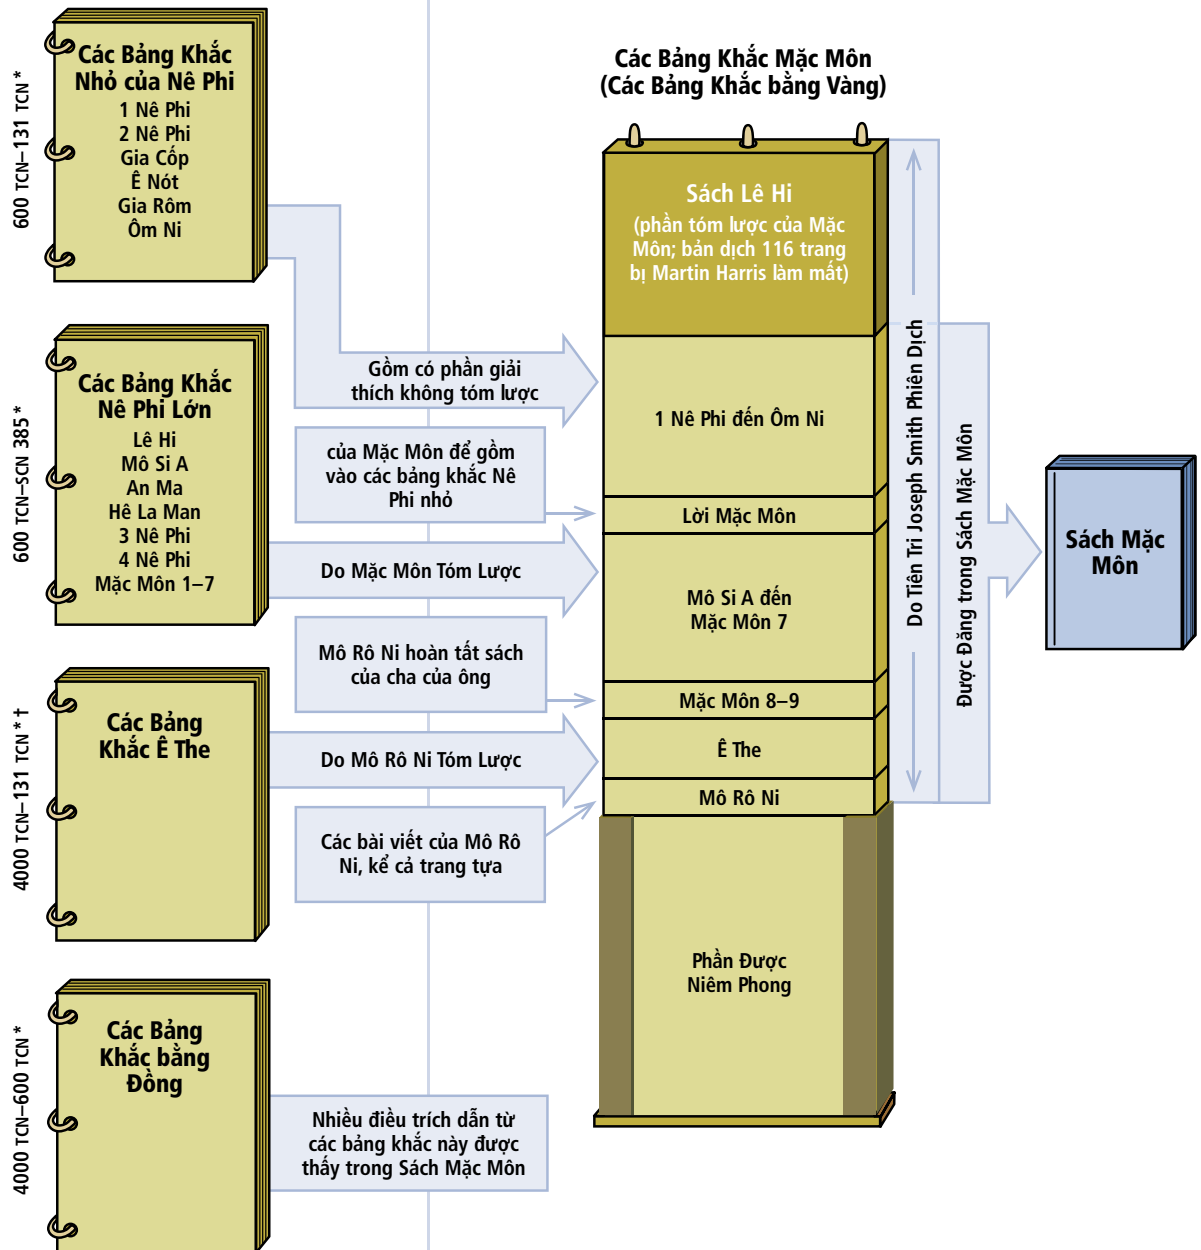 600 TCN–131 TCN*
Các Bảng Khắc
Nhỏ của Nê Phi
1 Nê Phi
2 Nê Phi
Gia Cốp
Ê Nót
Gia Rôm
Ôm Ni
600 TCN–SCN 385*
Các Bảng Khắc
Nê Phi Lớn
Lê Hi
Mô Si A
An Ma
Hê La Man
3 Nê Phi
4 Nê Phi
Mặc Môn 1–7
4000 TCN–131 TCN*†
Các Bảng
Khắc Ê The
4000 TCN–600 TCN*
Các Bảng
Khắc bằng
Đồng
Gồm có phần giải
thích không tóm lược
của Mặc Môn để gồm
vào các bảng khắc Nê
Phi nhỏ
Do Mặc Môn Tóm Lược
Mô Rô Ni hoàn tất sách
của cha của ông
Do Mô Rô Ni Tóm Lược
Các bài viết của Mô Rô
Ni, kể cả trang tựa
Nhiều điều trích dẫn từ
các bảng khắc này được
thấy trong Sách Mặc Môn
Các Bảng Khắc Mặc Môn
(Các Bảng Khắc bằng Vàng)
Sách Lê Hi
(phần tóm lược của Mặc
Môn; bản dịch 116 trang
bị Martin Harris làm mất)
1 Nê Phi đến Ôm Ni
Lời Mặc Môn
Mô Si A đến
Mặc Môn 7
Mặc Môn 8–9
Ê The
Mô Rô Ni
Phần Được
Niêm Phong
Do Tiên Tri Joseph Smith Phiên Dịch
Được Đăng trong Sách Mặc Môn
Sách Mặc
Môn